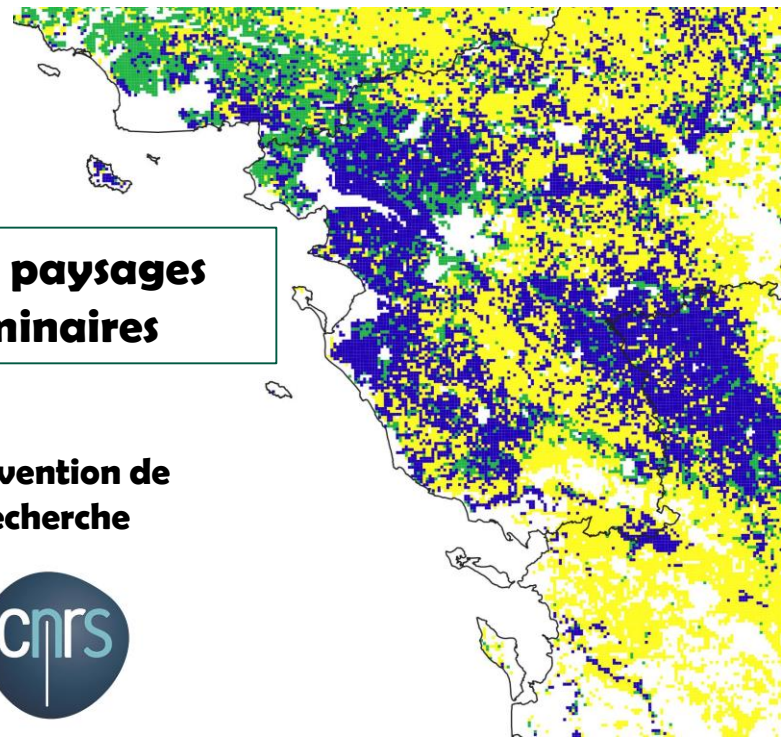 paysages
minaires
vention de
echerche
cnrs